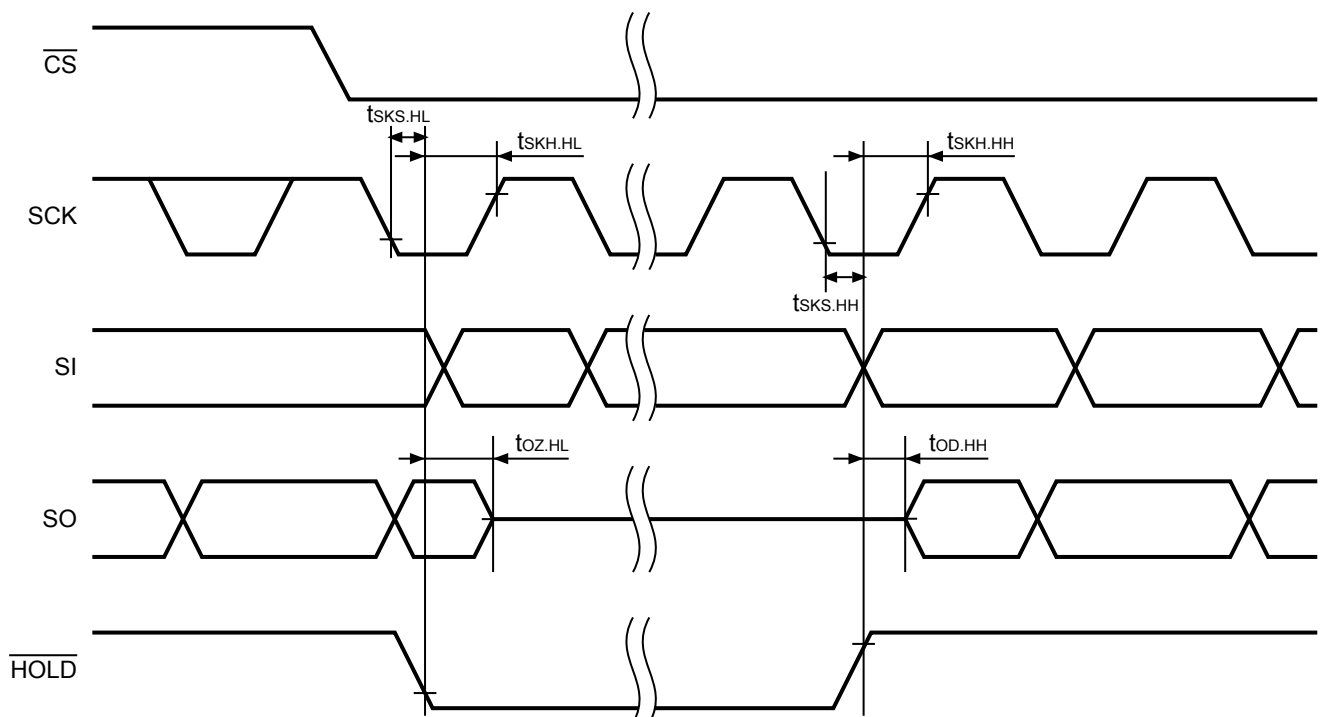 CS
tSKS.HL
tSKH.HL
tSKH.HH
SCK
tSKS.HH
SI
tOZ.HL
tOD.HH
SO
HOLD